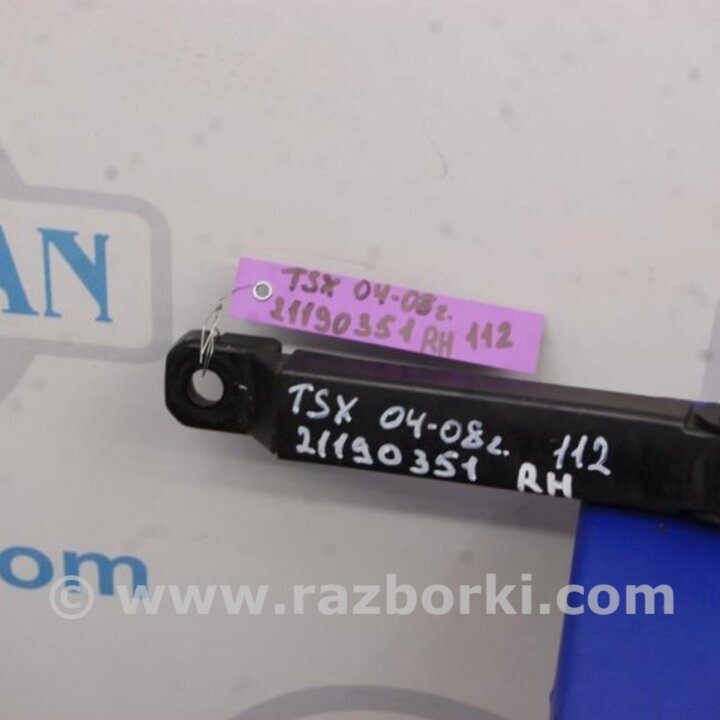 AN
TSX 04-08г.
21190351 RH 112
TSX 04-08г. 112
21190351 RH
om
© www.razborki.com